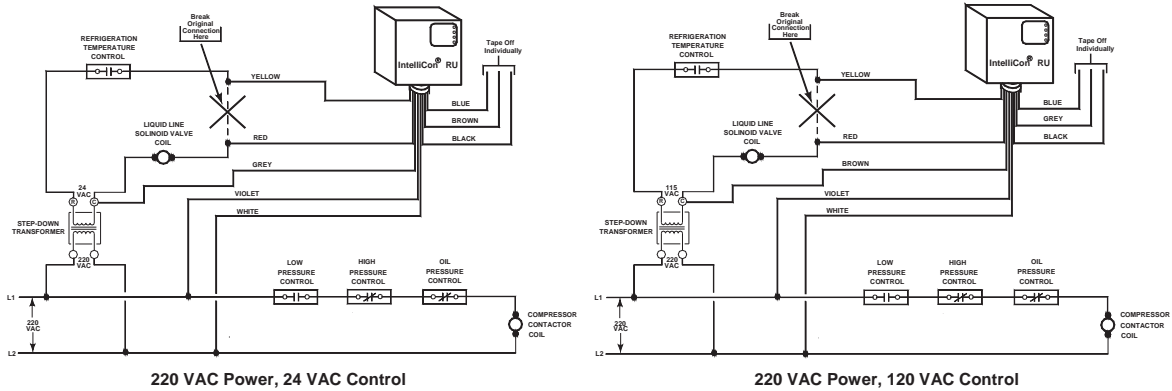 Break
Original
Connection
Here
REFRIGERATION
TEMPERATURE
CONTROL
IntelliCon® RU
Tape Off
Individually
YELLOW
BLUE
BROWN
BLACK
LIQUID LINE
SOLINOID VALVE
COIL
RED
GREY
24
VAC
R
C
VIOLET
WHITE
STEP-DOWN
TRANSFORMER
220
VAC
LOW
PRESSURE
CONTROL
HIGH
PRESSURE
CONTROL
OIL
PRESSURE
CONTROL
L1
220
VAC
L2
COMPRESSOR
CONTACTOR
COIL
220 VAC Power, 24 VAC Control
Break
Original
Connection
Here
REFRIGERATION
TEMPERATURE
CONTROL
IntelliCon® RU
Tape Off
Individually
YELLOW
BLUE
GREY
BLACK
LIQUID LINE
SOLINOID VALVE
COIL
RED
BROWN
115
VAC
R
C
VIOLET
WHITE
STEP-DOWN
TRANSFORMER
220
VAC
LOW
PRESSURE
CONTROL
HIGH
PRESSURE
CONTROL
OIL
PRESSURE
CONTROL
L1
220
VAC
L2
COMPRESSOR
CONTACTOR
COIL
220 VAC Power, 120 VAC Control